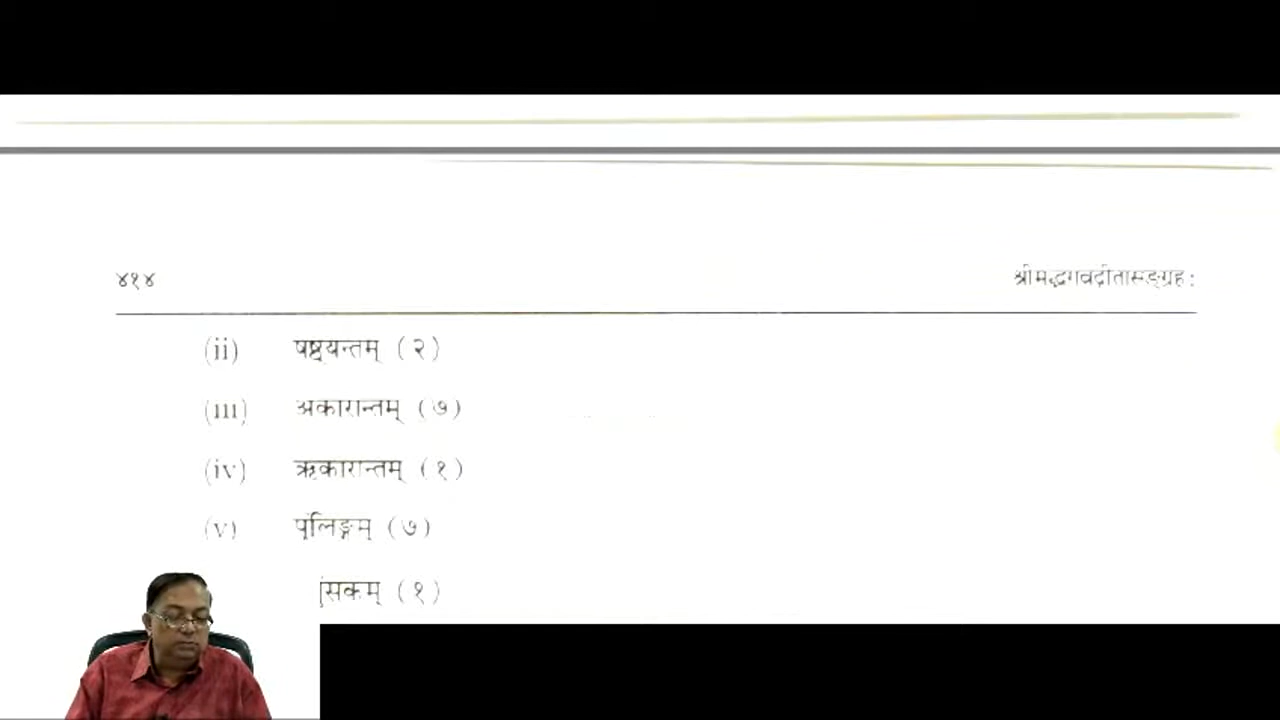 ४१४ श्रीमद्भगवद्गीतासङ्ग्रहः
(ii) षष्ठ्यन्तम् (२)
(iii) अकारान्तम् (७)
(iv) ऋकारान्तम् (१)
(v) पुंलिङ्गम् (७)
ुंसकम् (१)